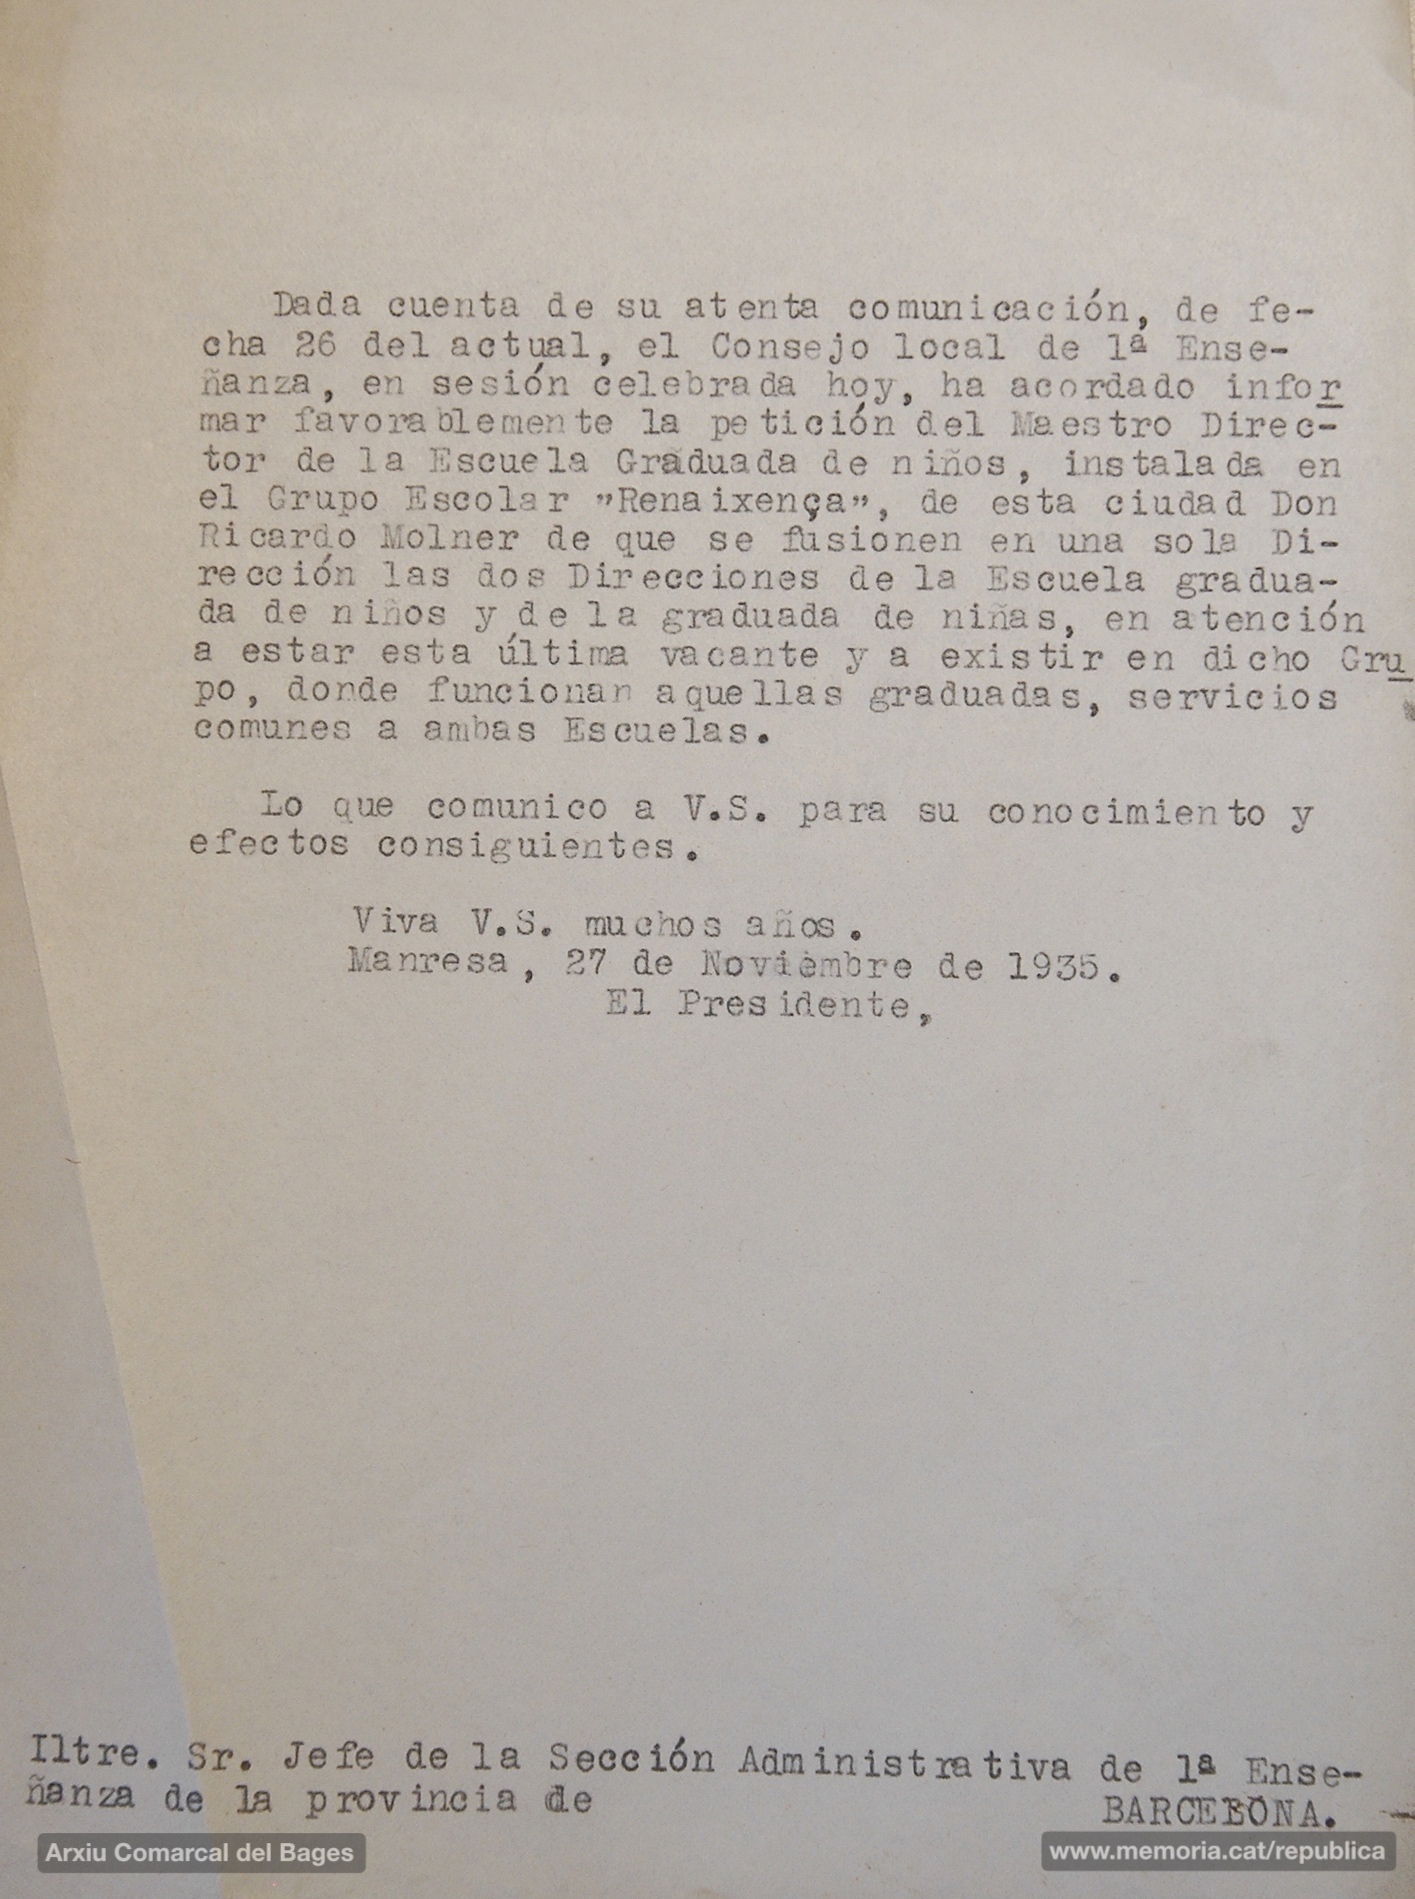 Dada cuenta de su atenta comunicación, de fe-
cha 26 del actual, el Consejo local de 1ª Ense-
ñanza, en sesión celebrada hoy, ha acordado infor
mar favorablemente la petición del Maestro Direc-
tor de la Escuela Graduada de niños, instalada en
el Grupo Escolar "Renaixença", de esta ciudad Don
Ricardo Molner de que se fusionen en una sola Di-
rección las dos Direcciones de la Escuela gradua-
da de niños y de la graduada de niñas, en atención
a estar esta última vacante y a existir en dicho Gru
po, donde funcionan aquellas graduadas, servicios
comunes a ambas Escuelas.
Lo que comunico a V.S. para su conocimiento y
efectos consiguientes.
Viva V.S. muchos años.
Manresa, 27 de Noviembre de 1935.
El Presidente,
Iltre. Sr. Jefe de la Sección Administrativa de 1ª Ense-
ñanza de la provincia de BARCELONA.
Arxiu Comarcal del Bages
www.memoria.cat/republica